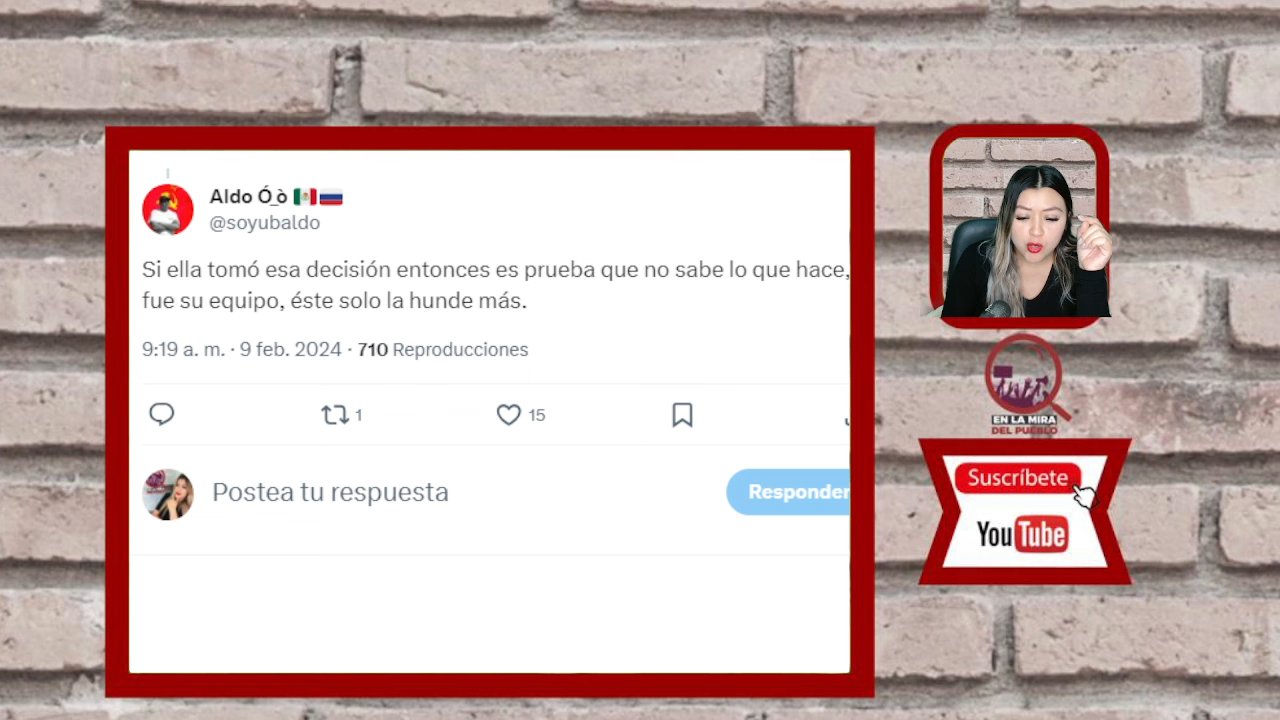 Aldo Ó_ò
@soyubaldo
Si ella tomó esa decisión entonces es prueba que no sabe lo que hace,
fue su equipo, éste solo la hunde más.
9:19 a. m. · 9 feb. 2024 · 710 Reproducciones
1
15
Postea tu respuesta
Responder
EN LA MIRA
DEL PUEBLO
Suscríbete
YouTube